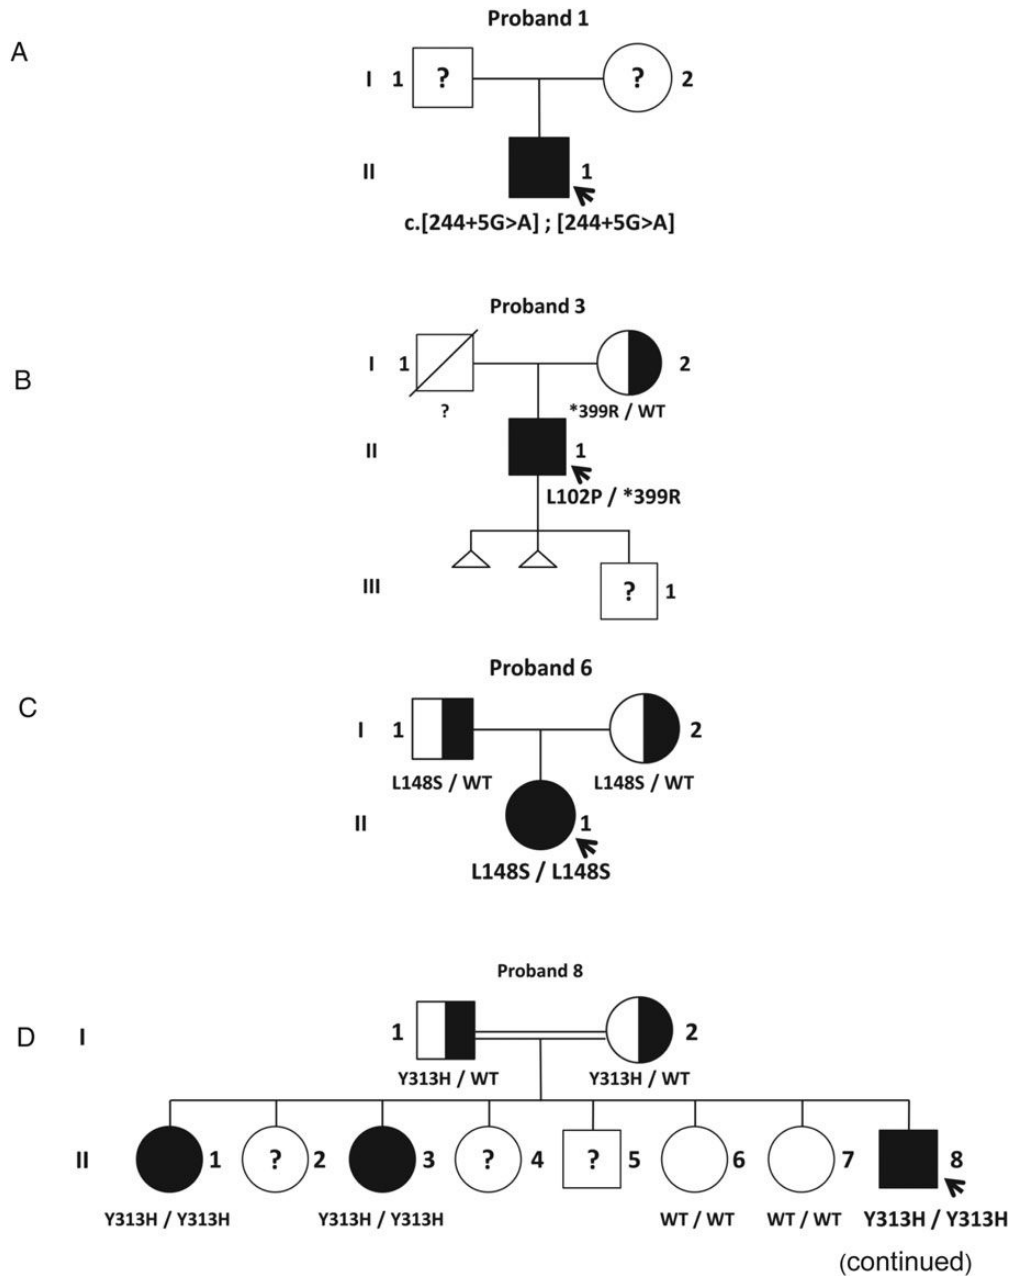 Proband 1
A
I 1 ? ? 2
II 1
c.[244+5G>A] ; [244+5G>A]
Proband 3
B
I 1 2
? *399R / WT
II 1
L102P / *399R
III ? 1
Proband 6
C
I 1 2
L148S / WT L148S / WT
II 1
L148S / L148S
Proband 8
D I 1 2
Y313H / WT Y313H / WT
II 1 ? 2 3 ? 4 ? 5 6 7 8
Y313H / Y313H Y313H / Y313H WT / WT WT / WT Y313H / Y313H
(continued)